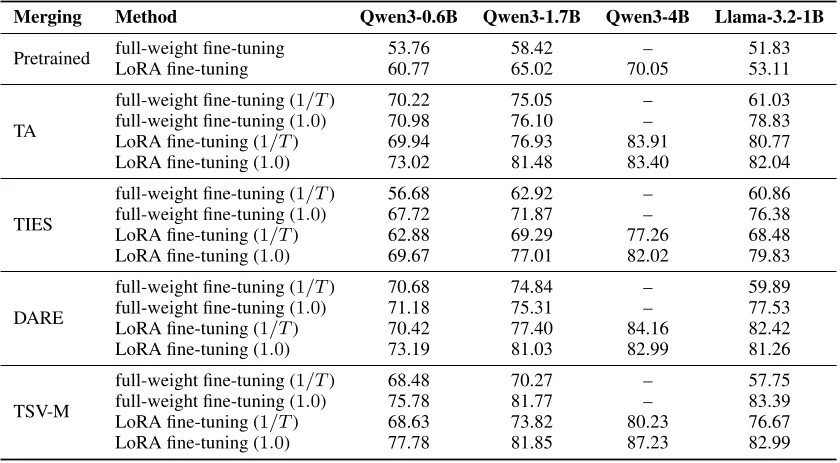 Merging Method Qwen3-0.6B Qwen3-1.7B Qwen3-4B Llama-3.2-1B
Pretrained
full-weight fine-tuning 53.76 58.42 – 51.83
LoRA fine-tuning 60.77 65.02 70.05 53.11
TA
full-weight fine-tuning (1/T) 70.22 75.05 – 61.03
full-weight fine-tuning (1.0) 70.98 76.10 – 78.83
LoRA fine-tuning (1/T) 69.94 76.93 83.91 80.77
LoRA fine-tuning (1.0) 73.02 81.48 83.40 82.04
TIES
full-weight fine-tuning (1/T) 56.68 62.92 – 60.86
full-weight fine-tuning (1.0) 67.72 71.87 – 76.38
LoRA fine-tuning (1/T) 62.88 69.29 77.26 68.48
LoRA fine-tuning (1.0) 69.67 77.01 82.02 79.83
DARE
full-weight fine-tuning (1/T) 70.68 74.84 – 59.89
full-weight fine-tuning (1.0) 71.18 75.31 – 77.53
LoRA fine-tuning (1/T) 70.42 77.40 84.16 82.42
LoRA fine-tuning (1.0) 73.19 81.03 82.99 81.26
TSV-M
full-weight fine-tuning (1/T) 68.48 70.27 – 57.75
full-weight fine-tuning (1.0) 75.78 81.77 – 83.39
LoRA fine-tuning (1/T) 68.63 73.82 80.23 76.67
LoRA fine-tuning (1.0) 77.78 81.85 87.23 82.99